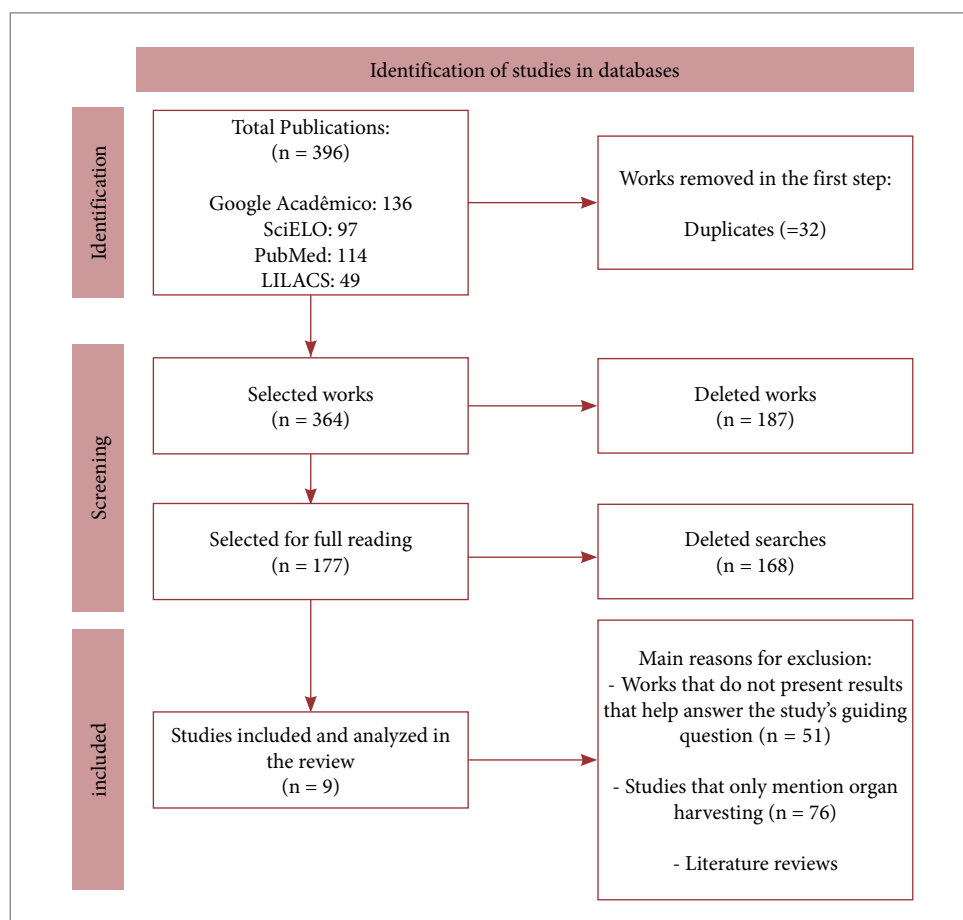 Identification of studies in databases
Identification
Total Publications:
(n = 396)
Google Acadêmico: 136
SciELO: 97
PubMed: 114
LILACS: 49
Works removed in the first step:
Duplicates (=32)
Screening
Selected works
(n = 364)
Deleted works
(n = 187)
Selected for full reading
(n = 177)
Deleted searches
(n = 168)
included
Studies included and analyzed in
the review
(n = 9)
Main reasons for exclusion:
- Works that do not present results
that help answer the study's guiding
question (n = 51)
- Studies that only mention organ
harvesting (n = 76)
- Literature reviews